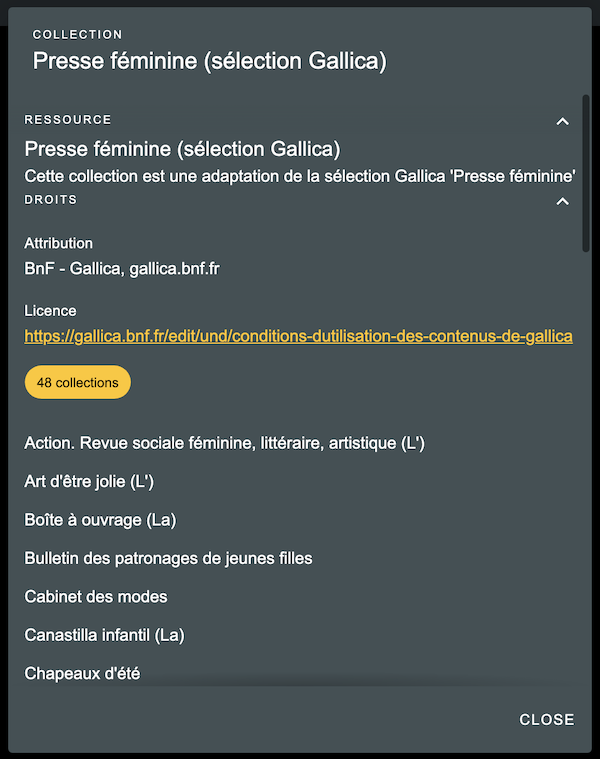 COLLECTION
Presse féminine (sélection Gallica)
RESSOURCE
Presse féminine (sélection Gallica)
Cette collection est une adaptation de la sélection Gallica 'Presse féminine'
DROITS
Attribution
BnF - Gallica, gallica.bnf.fr
Licence
https://gallica.bnf.fr/edit/und/conditions-dutilisation-des-contenus-de-gallica
48 collections
Action. Revue sociale féminine, littéraire, artistique (L')
Art d'être jolie (L')
Boîte à ouvrage (La)
Bulletin des patronages de jeunes filles
Cabinet des modes
Canastilla infantil (La)
Chapeaux d'été
CLOSE